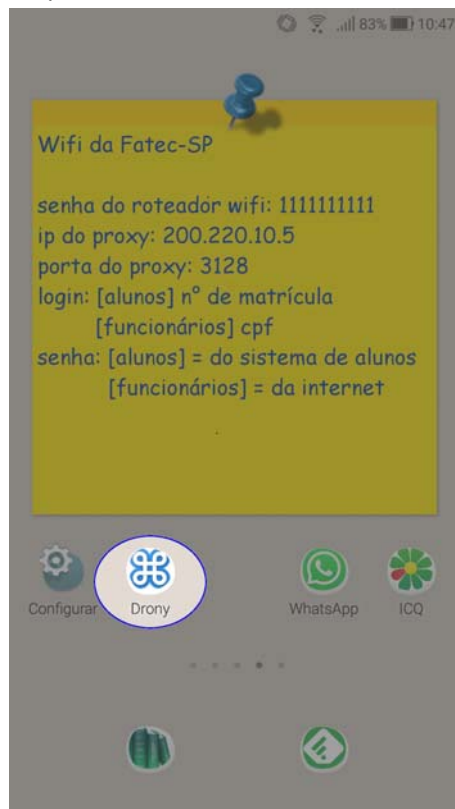 83% 10:47
Wifi da Fatec-SP
senha do roteador wifi: 1111111111
ip do proxy: 200.220.10.5
porta do proxy: 3128
login: [alunos] nº de matrícula
[funcionários] cpf
senha: [alunos] = do sistema de alunos
[funcionários] = da internet
Configurar Drony WhatsApp ICQ